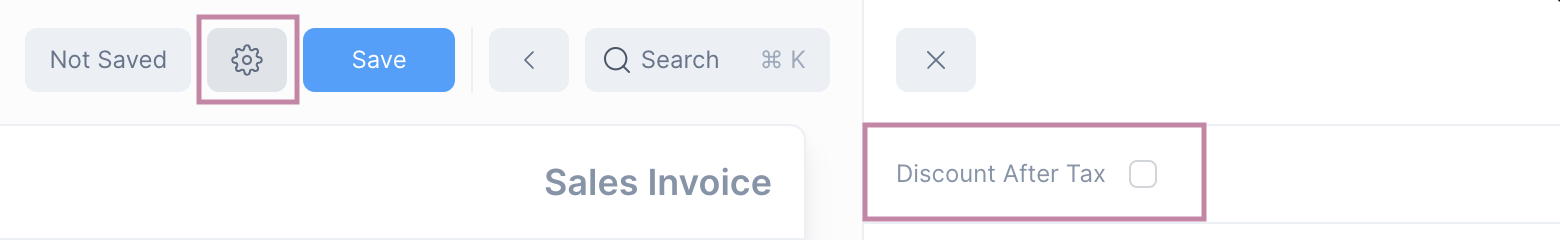 Not Saved
Save
Search ⌘ K
Sales Invoice
Discount After Tax